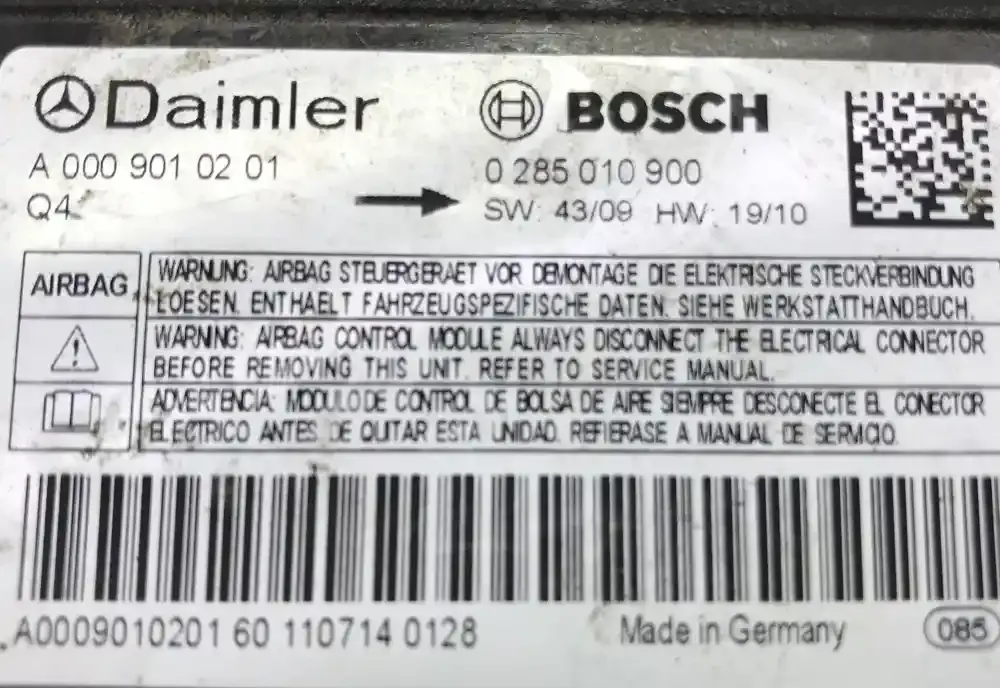 Daimler BOSCH
A 000 901 02 01 0 285 010 900
Q4 SW: 43/09 HW: 19/10
AIRBAG
WARNUNG: AIRBAG STEUERGERAET VOR DEMONTAGE DIE ELEKTRISCHE STECKVERBINDUNG
LOESEN. ENTHAELT FAHRZEUGSPEZIFISCHE DATEN. SIEHE WERKSTATTHANDBUCH.
WARNING: AIRBAG CONTROL MODULE ALWAYS DISCONNECT THE ELECTRICAL CONNECTOR
BEFORE REMOVING THIS UNIT. REFER TO SERVICE MANUAL.
ADVERTENCIA: MODULO DE CONTROL DE BOLSA DE AIRE SIEMPRE DESCONECTE EL CONECTOR
ELECTRICO ANTES DE QUITAR ESTA UNIDAD. REFIERASE A MANUAL DE SERVICIO.
A0009010201 60 110714 0128 Made in Germany 085